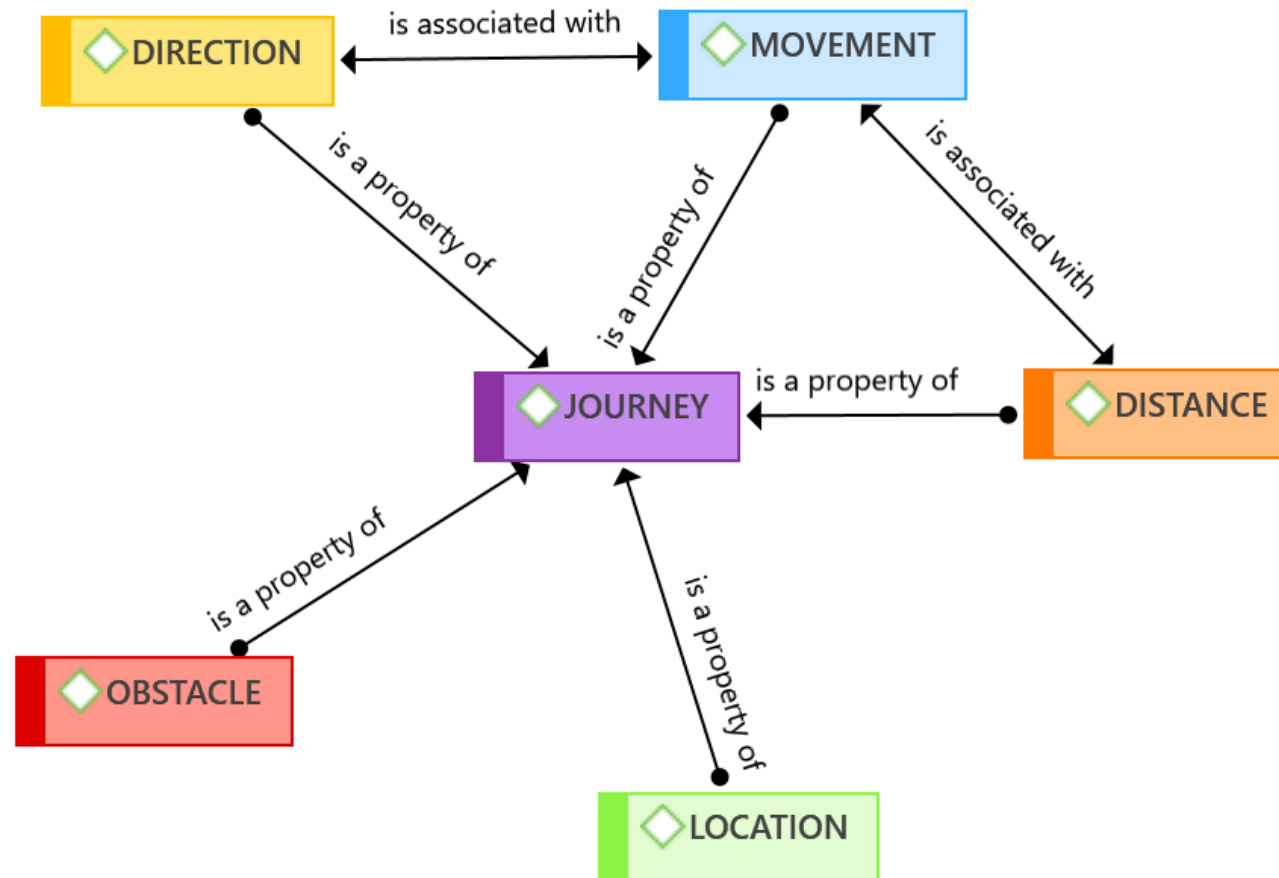 is associated with
DIRECTION
MOVEMENT
is a property of
is a property of
is associated with
is a property of
JOURNEY
DISTANCE
is a property of
is a property of
OBSTACLE
LOCATION